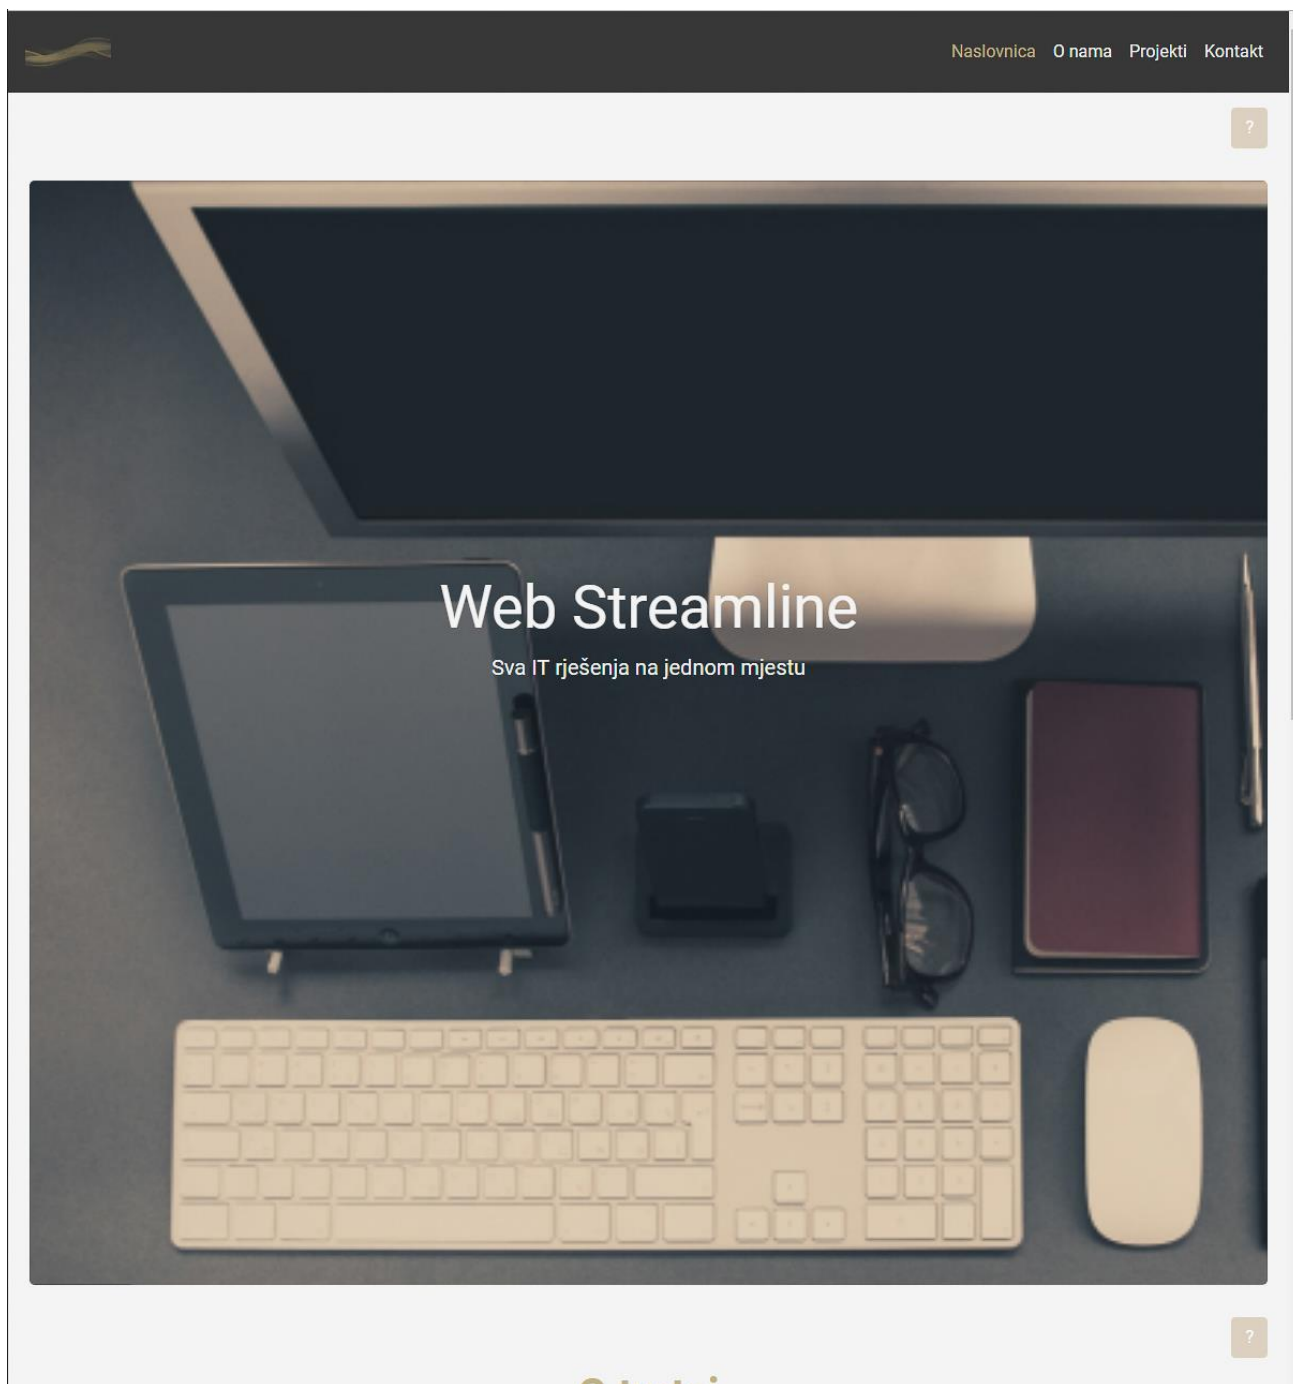 Naslovnica O nama Projekti Kontakt
?
Web Streamline
Sva IT rješenja na jednom mjestu
?